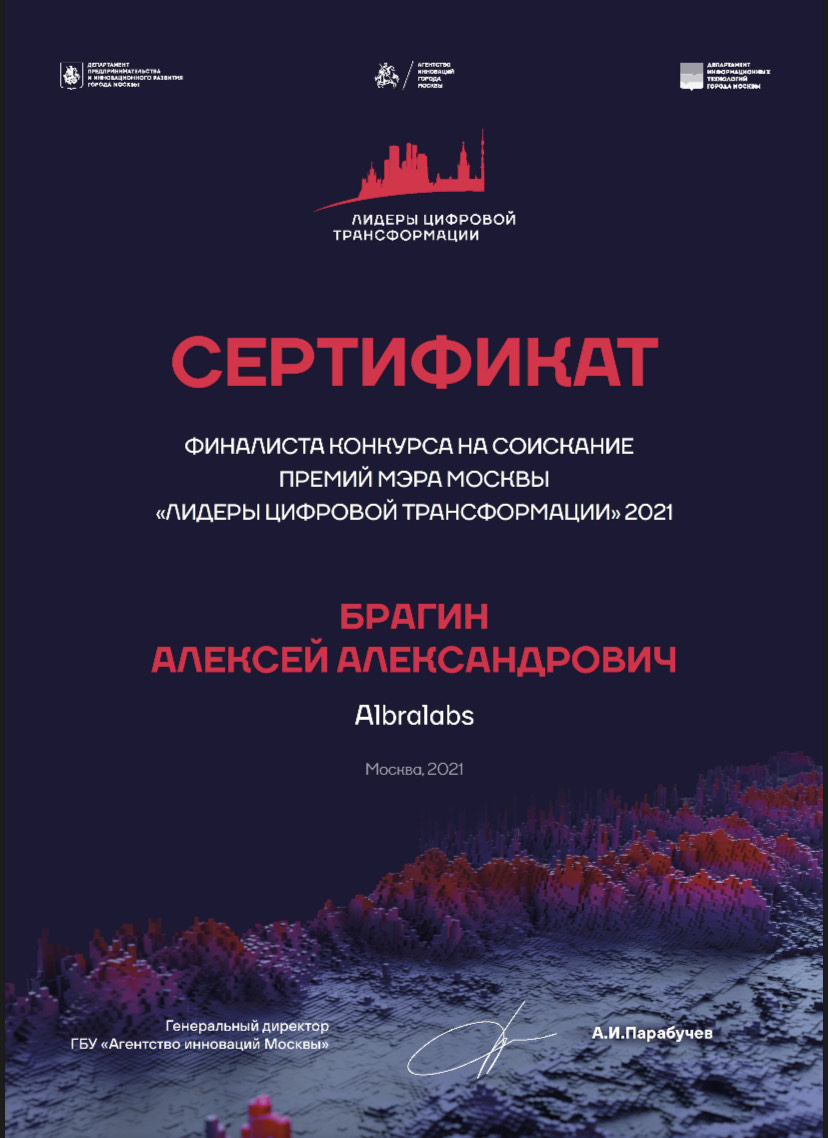 ДЕПАРТАМЕНТ
ПРЕДПРИНИМАТЕЛЬСТВА
И ИННОВАЦИОННОГО РАЗВИТИЯ
ГОРОДА МОСКВЫ
АГЕНТСТВО
ИННОВАЦИЙ
ГОРОДА
МОСКВЫ
ДЕПАРТАМЕНТ
ИНФОРМАЦИОННЫХ
ТЕХНОЛОГИЙ
ГОРОДА МОСКВЫ
ЛИДЕРЫ ЦИФРОВОЙ
ТРАНСФОРМАЦИИ
СЕРТИФИКАТ
ФИНАЛИСТА КОНКУРСА НА СОИСКАНИЕ
ПРЕМИЙ МЭРА МОСКВЫ
«ЛИДЕРЫ ЦИФРОВОЙ ТРАНСФОРМАЦИИ» 2021
БРАГИН
АЛЕКСЕЙ АЛЕКСАНДРОВИЧ
Albralabs
Москва, 2021
Генеральный директор
ГБУ «Агентство инноваций Москвы»
А.И.Парабучев